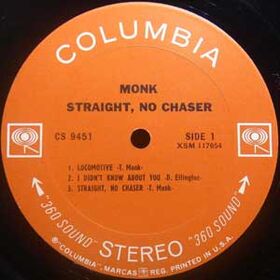 COLUMBIA
MONK
STRAIGHT, NO CHASER
CS 9451
SIDE 1
XSM 117054
1. LOCOMOTIVE -T. Monk-
2. I DIDN'T KNOW ABOUT YOU -D. Ellington-
3. STRAIGHT, NO CHASER -T. Monk-
"360 SOUND" STEREO "360 SOUND"
®"COLUMBIA", MARCAS REG. PRINTED IN U.S.A.